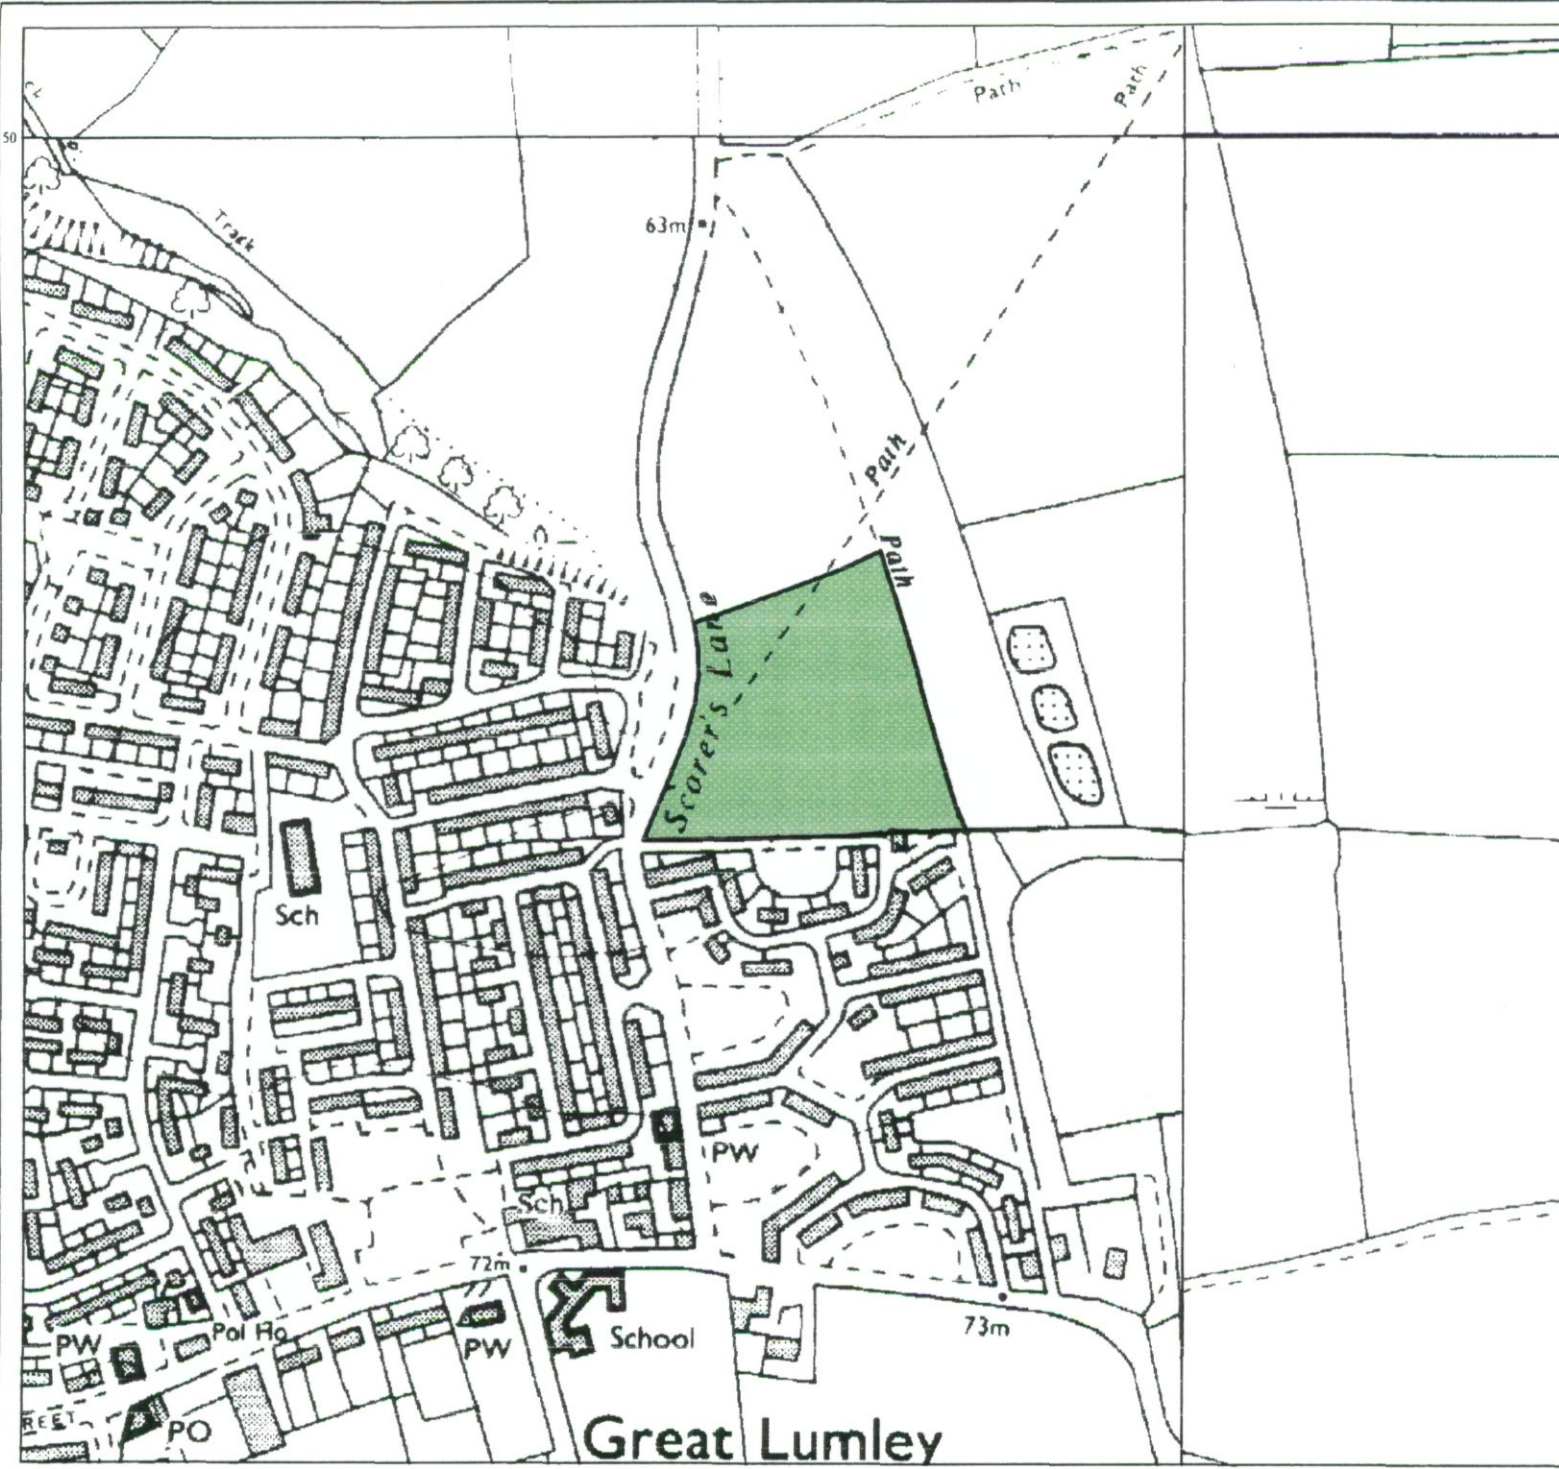 Path
Path
50
63m
Track
Path
Path
Scorer's Lane
Sch
PW
Sch
72m
73m
School
Pol Ho
PW
PW
REET
PO
Great Lumley